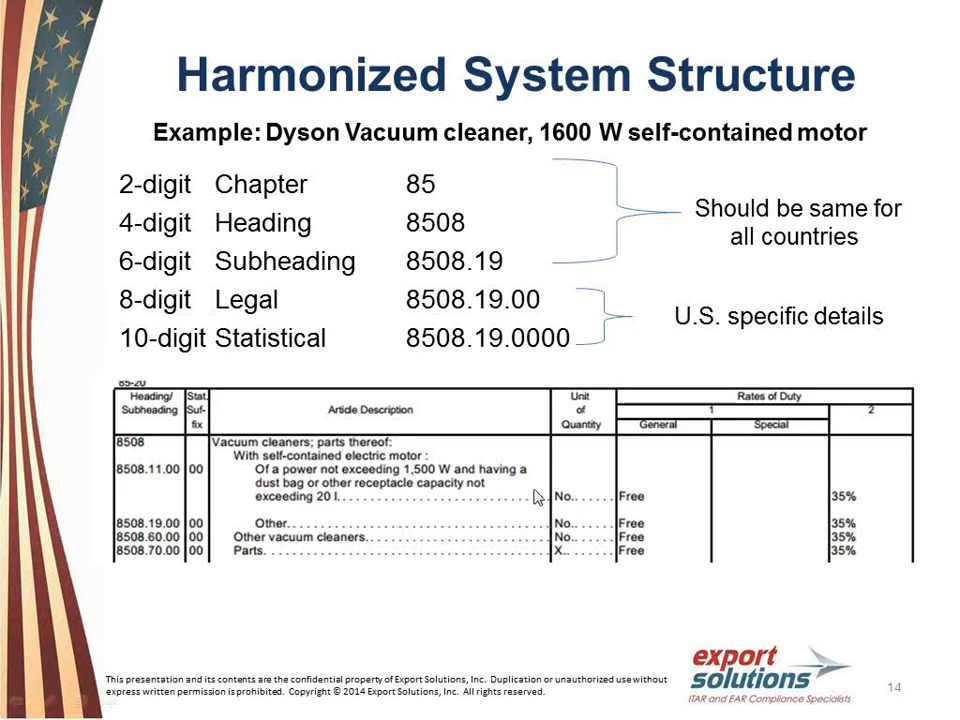 Harmonized System Structure
Example: Dyson Vacuum cleaner, 1600 W self-contained motor
2-digit Chapter 85
4-digit Heading 8508
6-digit Subheading 8508.19
8-digit Legal 8508.19.00
10-digit Statistical 8508.19.0000
Should be same for
all countries
U.S. specific details
85-20
Heading/ Stat. Unit Rates of Duty
Subheading Suf- Article Description of 1 2
fix Quantity General Special
8508 Vacuum cleaners; parts thereof:
With self-contained electric motor :
8508.11.00 00 Of a power not exceeding 1,500 W and having a
dust bag or other receptacle capacity not
exceeding 20 l. . . . . . . . . . . . . . . . . . . . . . . . . . . . . . No. . . . . . . Free 35%
8508.19.00 00 Other. . . . . . . . . . . . . . . . . . . . . . . . . . . . . . . . . . . . . No. . . . . . . Free 35%
8508.60.00 00 Other vacuum cleaners. . . . . . . . . . . . . . . . . . . . . . . . . No. . . . . . . Free 35%
8508.70.00 00 Parts. . . . . . . . . . . . . . . . . . . . . . . . . . . . . . . . . . . . . . . . X. . . . . . . . Free 35%
This presentation and its contents are the confidential property of Export Solutions, Inc. Duplication or unauthorized use without
express written permission is prohibited. Copyright © 2014 Export Solutions, Inc. All rights reserved.
export
solutions
ITAR and EAR Compliance Specialists
14